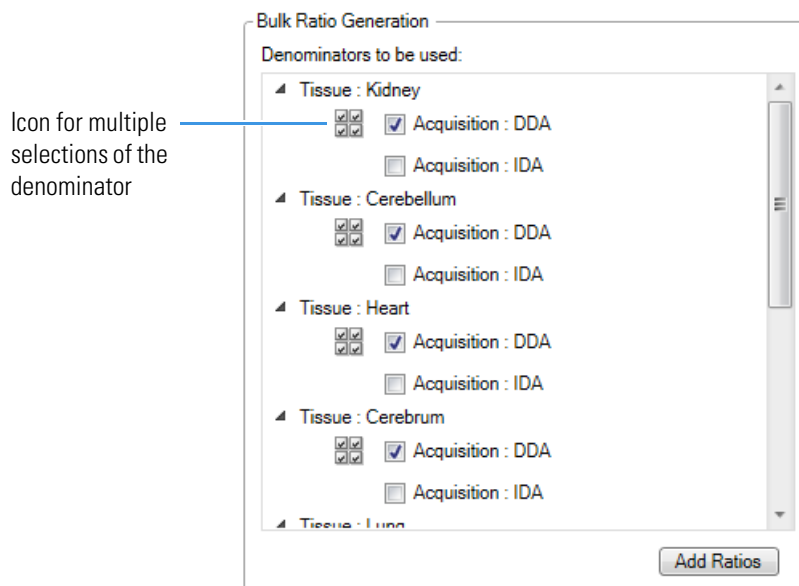 Bulk Ratio Generation
Denominators to be used:
Tissue : Kidney
Icon for multiple
selections of the
denominator
Acquisition : DDA
Acquisition : IDA
Tissue : Cerebellum
Acquisition : DDA
Acquisition : IDA
Tissue : Heart
Acquisition : DDA
Acquisition : IDA
Tissue : Cerebrum
Acquisition : DDA
Acquisition : IDA
Tissue : Lung
Add Ratios